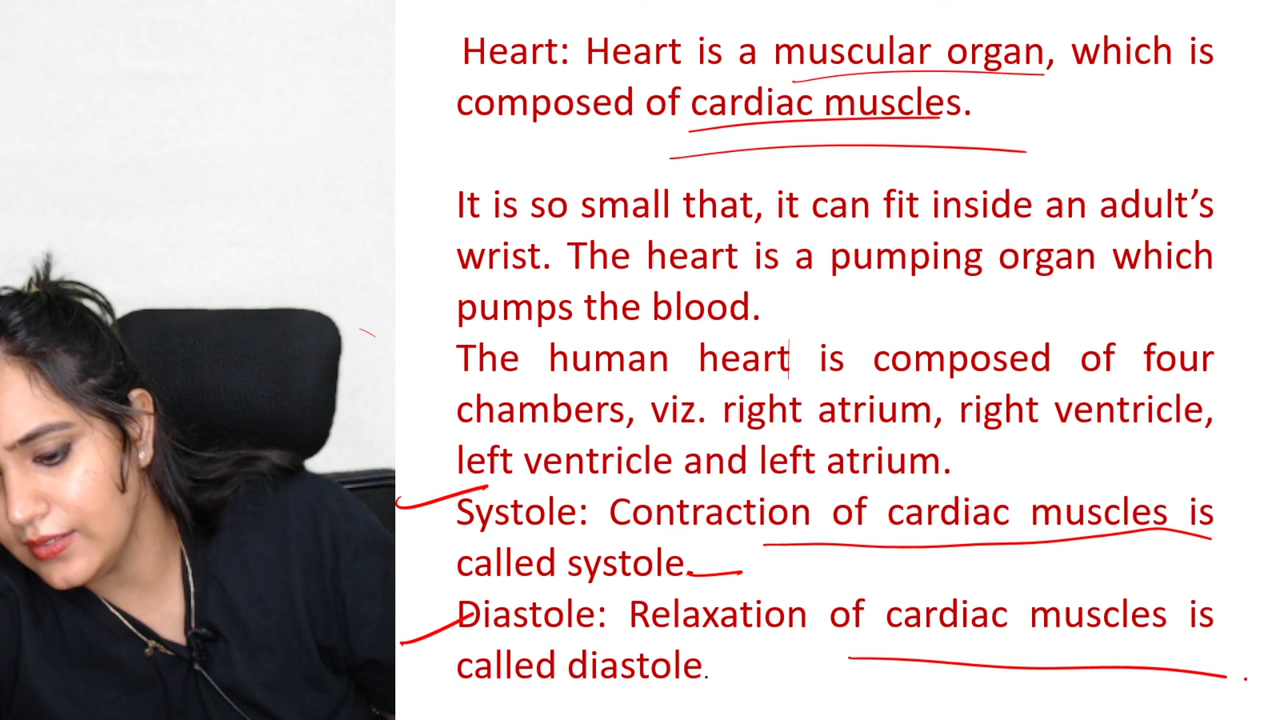 Heart: Heart is a muscular organ, which is
composed of cardiac muscles.
It is so small that, it can fit inside an adult’s
wrist. The heart is a pumping organ which
pumps the blood.
The human heart is composed of four
chambers, viz. right atrium, right ventricle,
left ventricle and left atrium.
Systole: Contraction of cardiac muscles is
called systole.
Diastole: Relaxation of cardiac muscles is
called diastole.